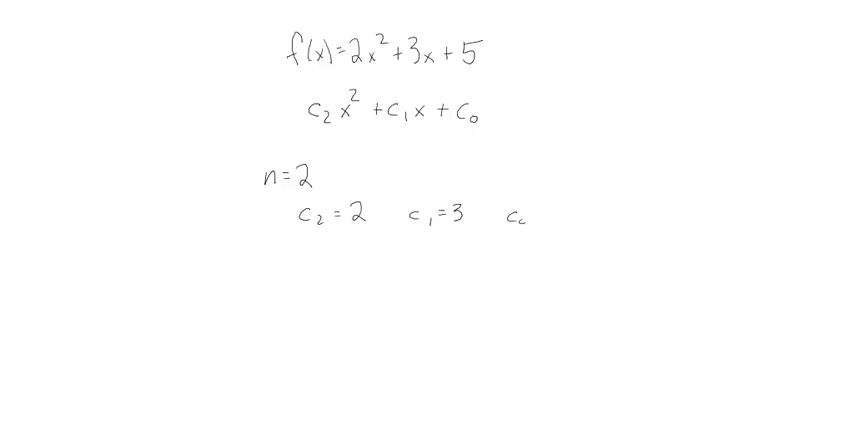 f(x)=2x²+3x+5
c₂x²+c₁x+c₀
n=2
c₂=2 c₁=3 c